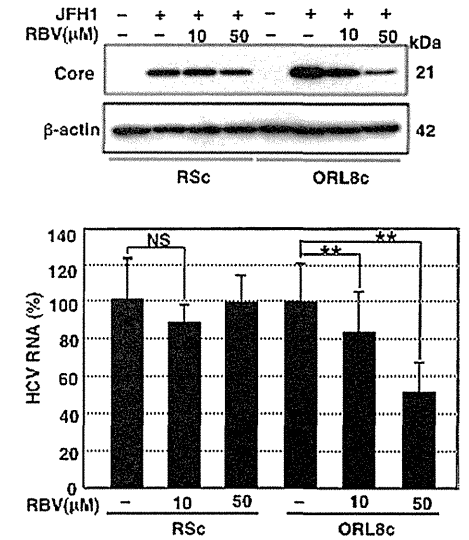 JFH1 – + + + – + + +
RBV(μM) 10 50 10 50
kDa
Core 21
β-actin 42
RSc ORL8c
HCV RNA (%)
140
120
100
80
60
40
20
0
NS ** **
RBV(μM) – 10 50 – 10 50
RSc ORL8c